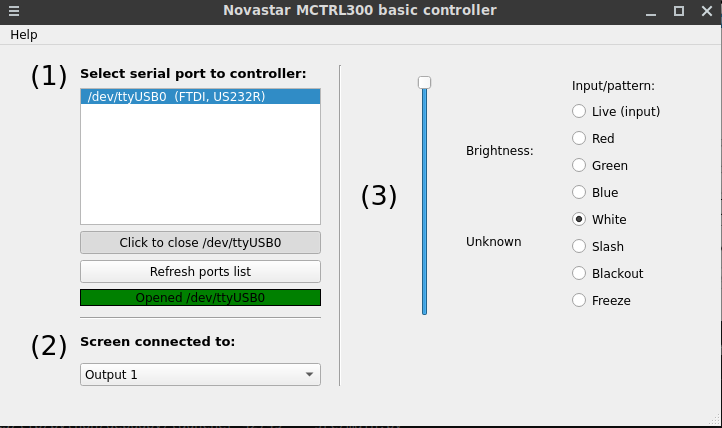 Novastar MCTRL300 basic controller
Help
(1)
Select serial port to controller:
/dev/ttyUSB0 (FTDI, US232R)
Click to close /dev/ttyUSB0
Refresh ports list
Opened /dev/ttyUSB0
(2)
Screen connected to:
Output 1
(3)
Brightness:
Unknown
Input/pattern:
Live (input)
Red
Green
Blue
White
Slash
Blackout
Freeze